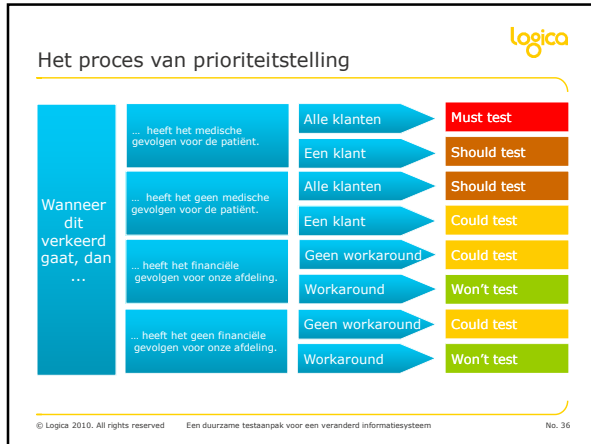 Logica
Het proces van prioriteitstelling
Wanneer
dit
verkeerd
gaat, dan
...
... heeft het medische
gevolgen voor de patiënt.
Alle klanten
Must test
Een klant
Should test
... heeft het geen medische
gevolgen voor de patiënt.
Alle klanten
Should test
Een klant
Could test
... heeft het financiële
gevolgen voor onze afdeling.
Geen workaround
Could test
Workaround
Won't test
... heeft het geen financiële
gevolgen voor onze afdeling.
Geen workaround
Could test
Workaround
Won't test
© Logica 2010. All rights reserved Een duurzame testaanpak voor een veranderd informatiesysteem No. 36